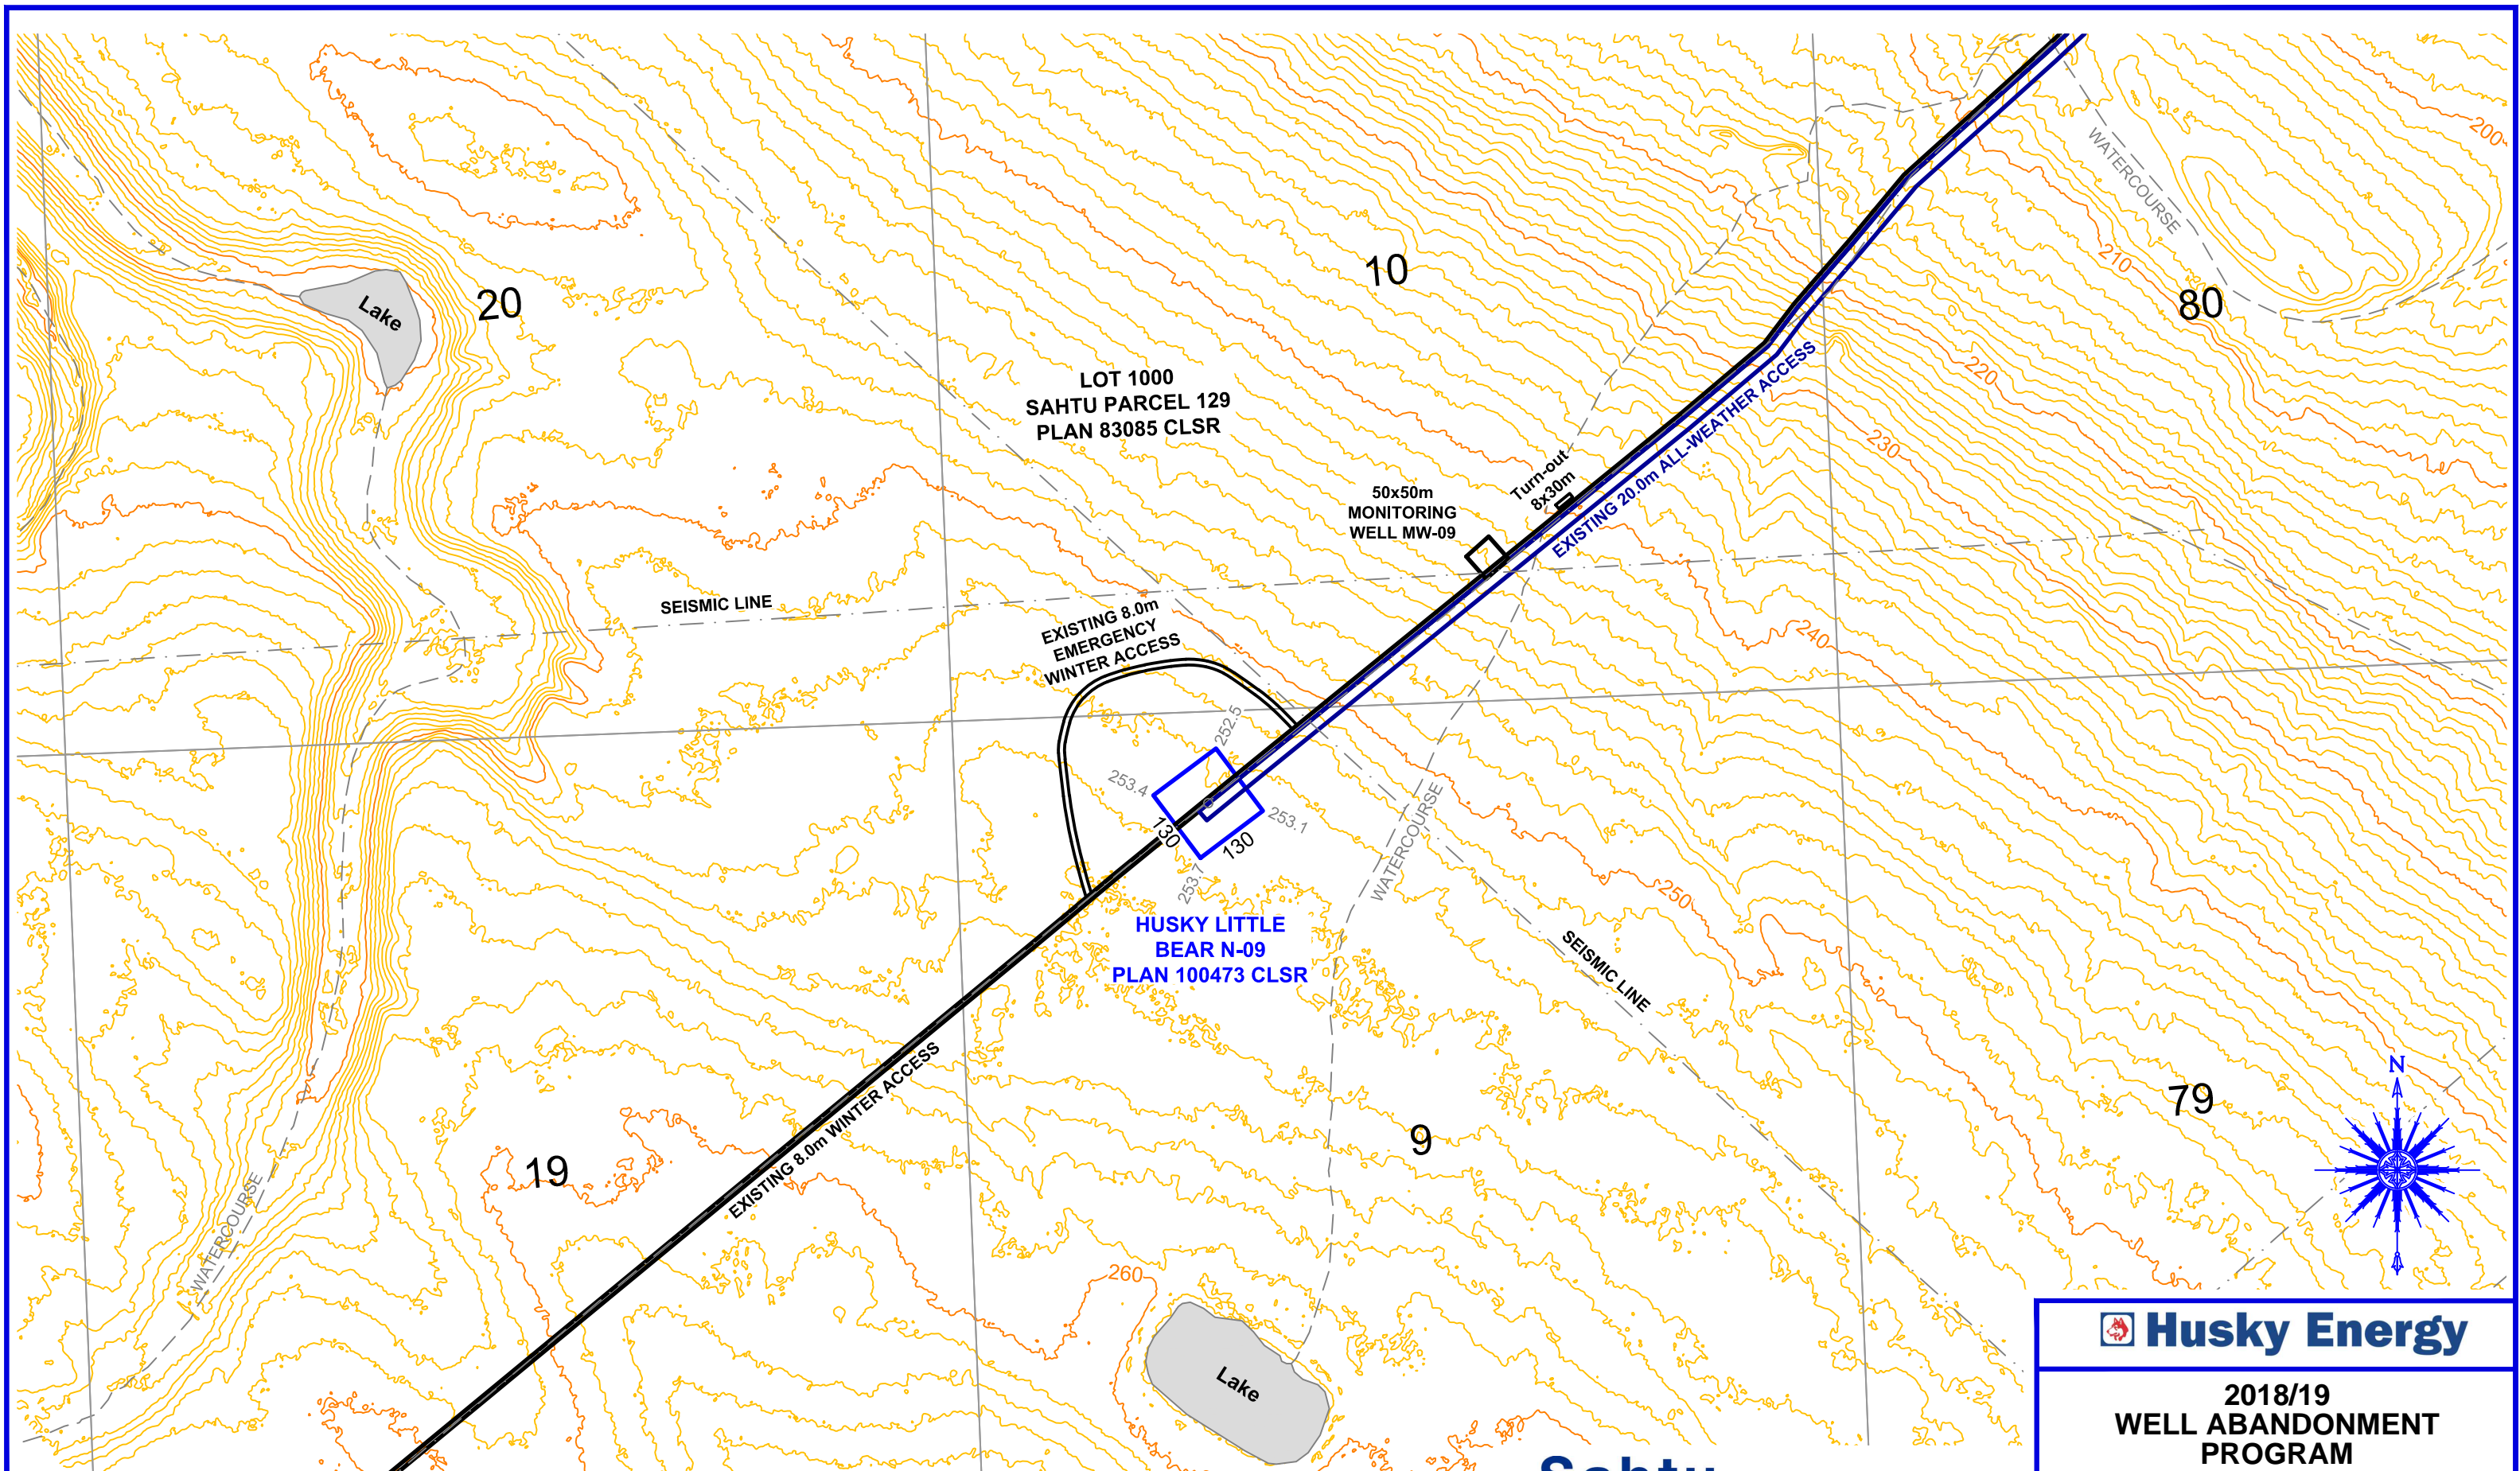 200
WATERCOURSE
210
10
20
80
Lake
220
LOT 1000
SAHTU PARCEL 129
PLAN 83085 CLSR
EXISTING 20.0m ALL-WEATHER ACCESS
230
Turn-out
8x30m
50x50m
MONITORING
WELL MW-09
SEISMIC LINE
EXISTING 8.0m
EMERGENCY
WINTER ACCESS
240
252.5
253.4
253.1
130
130
253.7
WATERCOURSE
250
HUSKY LITTLE
BEAR N-09
PLAN 100473 CLSR
SEISMIC LINE
EXISTING 8.0m WINTER ACCESS
N
79
9
19
WATERCOURSE
260
Lake
Husky Energy
2018/19
WELL ABANDONMENT
PROGRAM
Sahtu